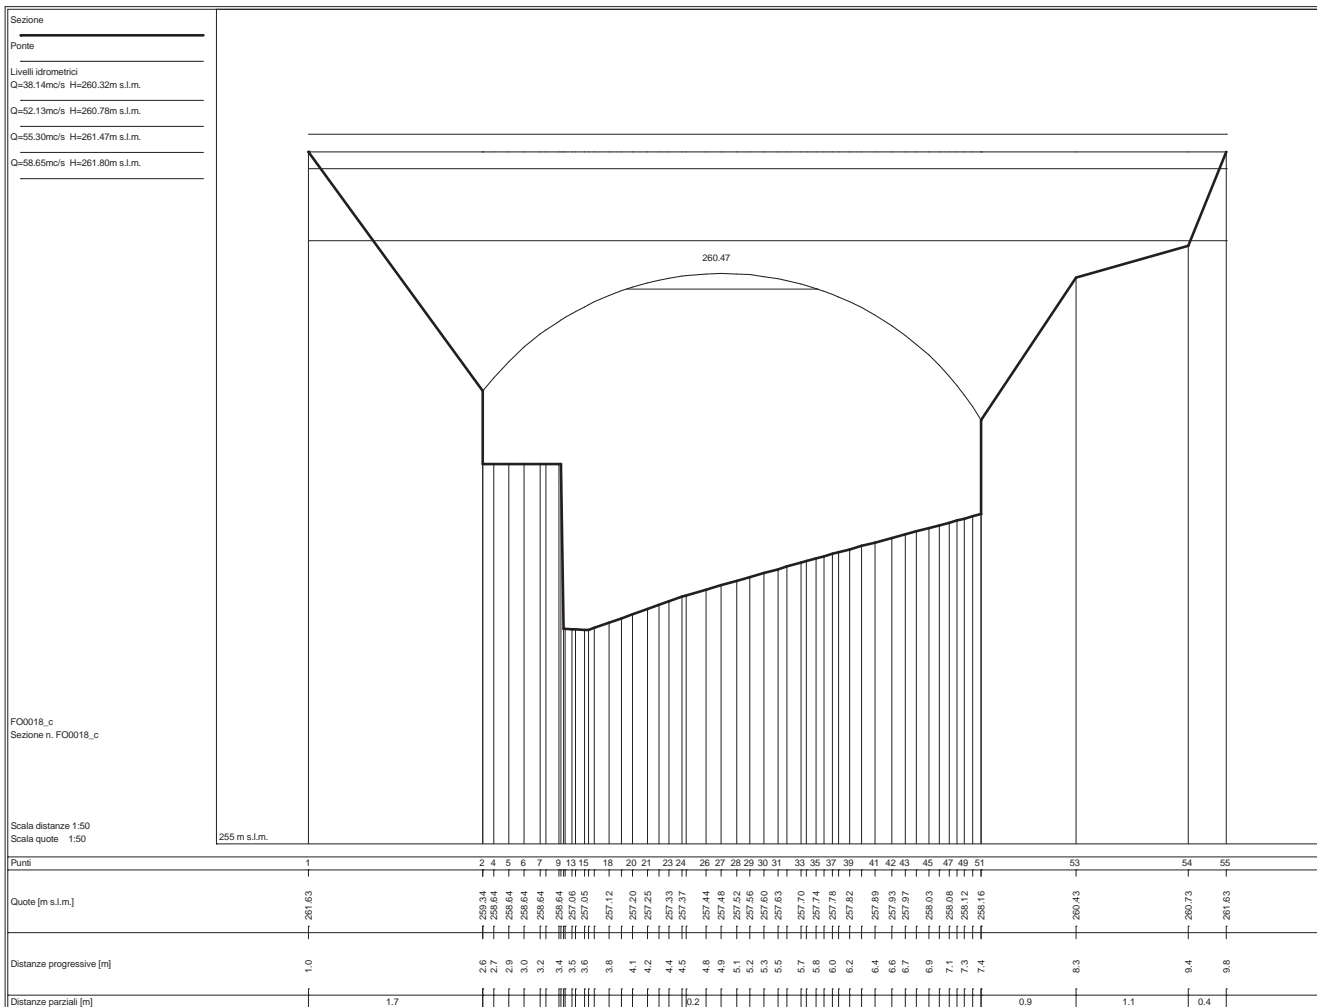 Sezione
Ponte
Livelli idrometrici
Q=38.14mc/s H=260.32m s.l.m.
Q=52.13mc/s H=260.78m s.l.m.
Q=55.30mc/s H=261.47m s.l.m.
Q=58.65mc/s H=261.80m s.l.m.
260.47
FO0018_c
Sezione n. FO0018_c
Scala distanze 1:50
Scala quote 1:50
255 m s.l.m.
Punti 1 2 4 5 6 7 9 13 15 18 20 21 23 24 26 27 28 29 30 31 33 35 37 39 41 42 43 45 47 49 51 53 54 55
Quote [m s.l.m.] 261.63 259.34 258.64 258.64 258.64 258.64 258.64 257.06 257.05 257.12 257.20 257.25 257.33 257.37 257.44 257.48 257.52 257.56 257.60 257.63 257.70 257.74 257.78 257.82 257.89 257.93 257.97 258.03 258.08 258.12 258.16 260.43 260.73 261.63
Distanze progressive [m] 1.0 2.6 2.7 2.9 3.0 3.2 3.4 3.5 3.6 3.8 4.1 4.2 4.4 4.5 4.8 4.9 5.1 5.2 5.3 5.5 5.7 5.8 6.0 6.2 6.4 6.6 6.7 6.9 7.1 7.3 7.4 8.3 9.4 9.8
Distanze parziali [m] 1.7 0.2 0.9 1.1 0.4